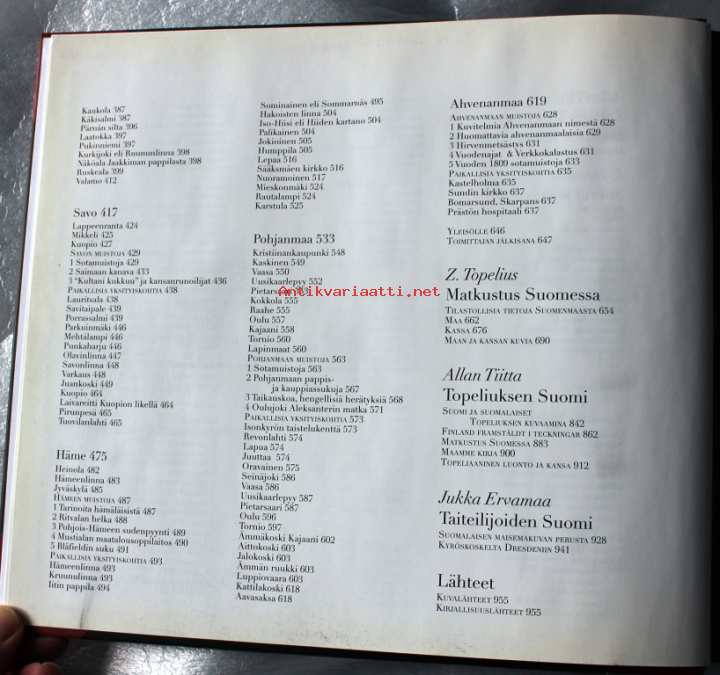 Kaukola 387
Käkisalmi 387
Pärnän silta 396
Laatokka 397
Pukinniemi 397
Kurkijoki eli Ruununlinna 398
Näköala Jaakkiman pappilasta 398
Ruskeala 399
Valamo 412
Savo 417
Lappeenranta 424
Mikkeli 425
Kuopio 427
SAVON MUISTOJA 429
1 Sotamuistoja 429
2 Saimaan kanava 433
3 "Kultani kukkuu" ja kansanrunoilijat 436
PAIKALLISIA YKSITYISKOHTIA 438
Lauritsala 438
Savitaipale 439
Porrassalmi 439
Parkuinmäki 446
Mehtälampi 446
Punkaharju 446
Olavinlinna 447
Savonlinna 448
Varkaus 448
Juankoski 449
Kuopio 464
Laivareitti Kuopion likellä 464
Pirunpesä 465
Tuovilanlahti 465
Häme 475
Heinola 482
Hämeenlinna 483
Jyväskylä 485
HÄMEEN MUISTOJA 487
1 Tarinoita hämäläisistä 487
2 Ritvalan helka 488
3 Pohjois-Hämeen sudenpyynti 489
4 Mustialan maatalousoppilaitos 490
5 Blåfieldin suku 491
PAIKALLISIA YKSITYISKOHTIA 493
Hämeenlinna 493
Kruununlinna 493
Iitin pappila 494
Sominainen eli Sommarnäs 495
Hakoisten linna 504
Iso-Hiisi eli Hiiden kartano 504
Palikainen 504
Jokioinen 505
Humppila 505
Lepaa 516
Sääksmäen kirkko 516
Nuoramoinen 517
Mieskonmäki 524
Rautalampi 524
Karstula 525
Pohjanmaa 533
Kristiinankaupunki 548
Kaskinen 549
Vaasa 550
Uusikaarlepyy 552
Pietarsaari 553
Kokkola 555
Raahe 555
Oulu 557
Kajaani 558
Tornio 560
Lapinmaat 560
POHJANMAAN MUISTOJA 563
1 Sotamuistoja 563
2 Pohjanmaan pappis-
ja kauppiassukuja 567
3 Taikauskoa, hengellisiä herätyksiä 568
4 Oulujoki Aleksanterin matka 571
PAIKALLISIA YKSITYISKOHTIA 573
Isonkyrön taistelukenttä 573
Revonlahti 574
Lapua 574
Juuttaa 574
Oravainen 575
Seinäjoki 586
Vaasa 586
Uusikaarlepyy 587
Pietarsaari 587
Oulu 596
Tornio 597
Ämmäkoski Kajaani 602
Aittokoski 603
Jalokoski 603
Ämmän ruukki 603
Luppiovaara 603
Kattilakoski 618
Aavasaksa 618
Ahvenanmaa 619
AHVENANMAAN MUISTOJA 628
1 Kuvitelmia Ahvenanmaan nimestä 628
2 Huomattavia ahvenanmaalaisia 629
3 Hirvenmetsästys 631
4 Vuodenajat & Verkkokalastus 631
5 Vuoden 1809 sotamuistoja 633
PAIKALLISIA YKSITYISKOHTIA 635
Kastelholma 635
Sundin kirkko 637
Bomarsund, Skarpans 637
Prästön hospitaali 637
YLEISÖLLE 646
TOIMITTAJAN JÄLKISANA 647
Z. Topelius
Matkustus Suomessa
TILASTOLLISIA TIETOJA SUOMENMAASTA 654
MAA 662
KANSA 676
MAAN JA KANSAN KUVIA 690
Allan Tiitta
Topeliuksen Suomi
SUOMI JA SUOMALAISET
TOPELIUKSEN KUVAAMINA 842
FINLAND FRAMSTÄLDT I TECKNINGAR 862
MATKUSTUS SUOMESSA 883
MAAMME KIRJA 900
TOPELIAANINEN LUONTO JA KANSA 912
Jukka Ervamaa
Taiteilijoiden Suomi
SUOMALAISEN MAISEMAKUVAN PERUSTA 928
KYRÖSKOSKELTA DRESDENIIN 941
Lähteet
KUVALÄHTEET 955
KIRJALLISUUSLÄHTEET 955
Antikvariaatti.net